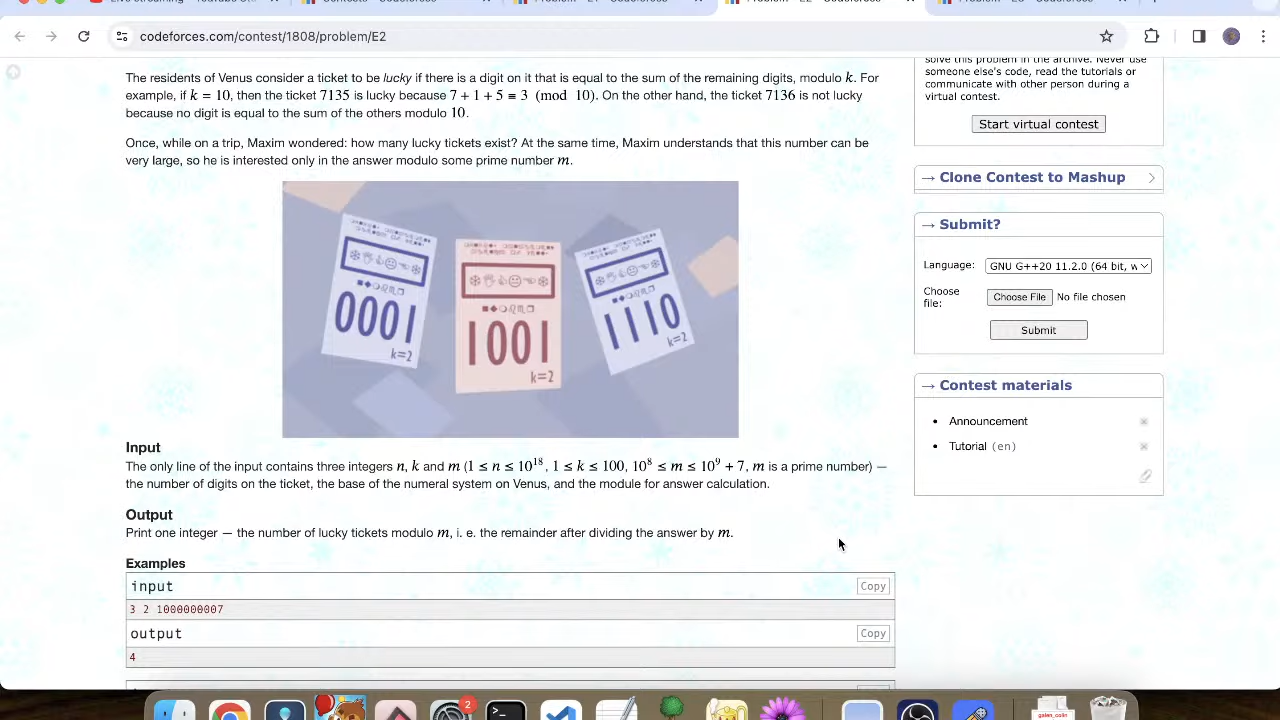 codeforces.com/contest/1808/problem/E2
The residents of Venus consider a ticket to be lucky if there is a digit on it that is equal to the sum of the remaining digits, modulo k. For
example, if k = 10, then the ticket 7135 is lucky because 7 + 1 + 5 ≡ 3 (mod 10). On the other hand, the ticket 7136 is not lucky
because no digit is equal to the sum of the others modulo 10.
Once, while on a trip, Maxim wondered: how many lucky tickets exist? At the same time, Maxim understands that this number can be
very large, so he is interested only in the answer modulo some prime number m.
0001
k=2
1001
k=2
1110
k=2
Input
The only line of the input contains three integers n, k and m (1 ≤ n ≤ 10^18, 1 ≤ k ≤ 100, 10^8 ≤ m ≤ 10^9 + 7, m is a prime number) —
the number of digits on the ticket, the base of the numeral system on Venus, and the module for answer calculation.
Output
Print one integer — the number of lucky tickets modulo m, i. e. the remainder after dividing the answer by m.
Examples
input
Copy
3 2 1000000007
output
Copy
4
solve this problem in the archive. Never use
someone else's code, read the tutorials or
communicate with other person during a
virtual contest.
Start virtual contest
→ Clone Contest to Mashup
→ Submit?
Language: GNU G++20 11.2.0 (64 bit, w
Choose
file: Choose File No file chosen
Submit
→ Contest materials
Announcement
Tutorial (en)
2
galen_colin